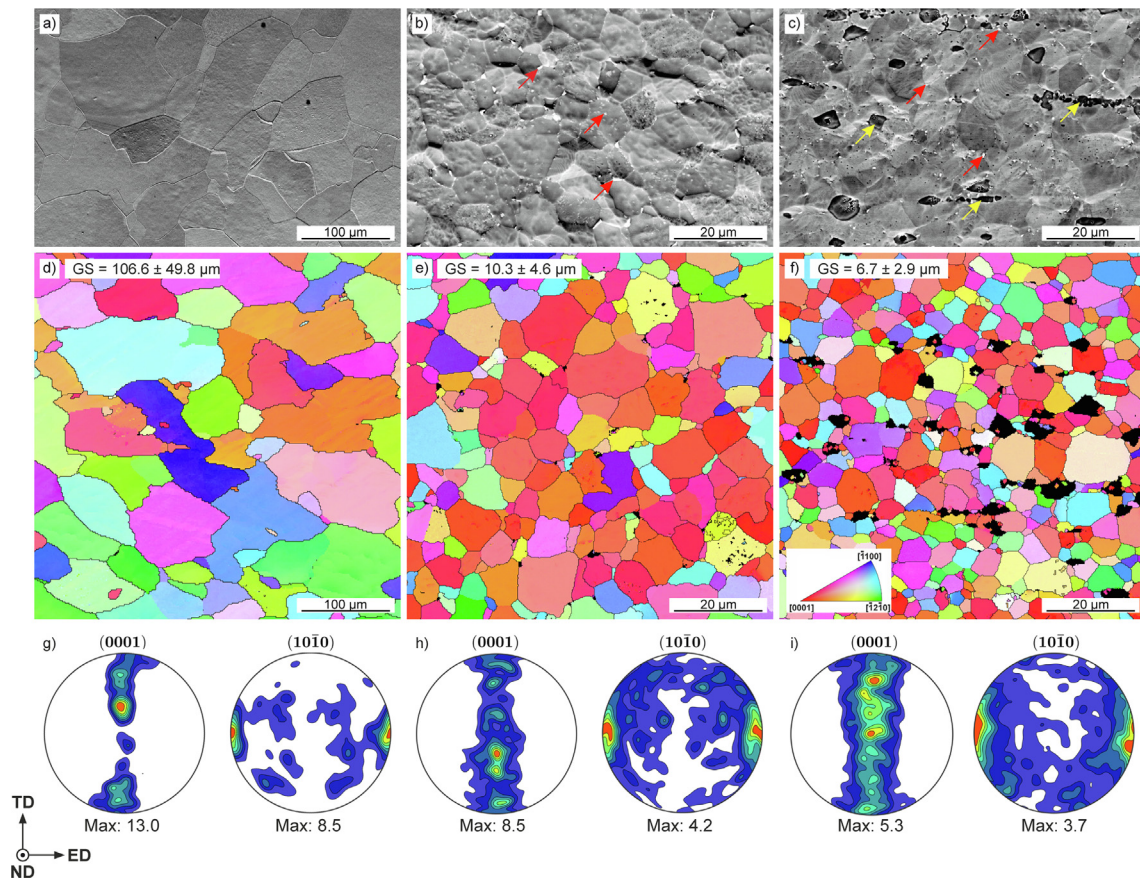 a)
100 µm
b)
20 µm
c)
20 µm
d)
GS = 106.6 ± 49.8 µm
100 µm
e)
GS = 10.3 ± 4.6 µm
20 µm
f)
GS = 6.7 ± 2.9 µm
[1̄100]
[0001]
[1̄21̄0]
20 µm
g)
(0001)
(101̄0)
h)
(0001)
(101̄0)
i)
(0001)
(101̄0)
Max: 13.0
Max: 8.5
Max: 8.5
Max: 4.2
Max: 5.3
Max: 3.7
TD
ED
ND